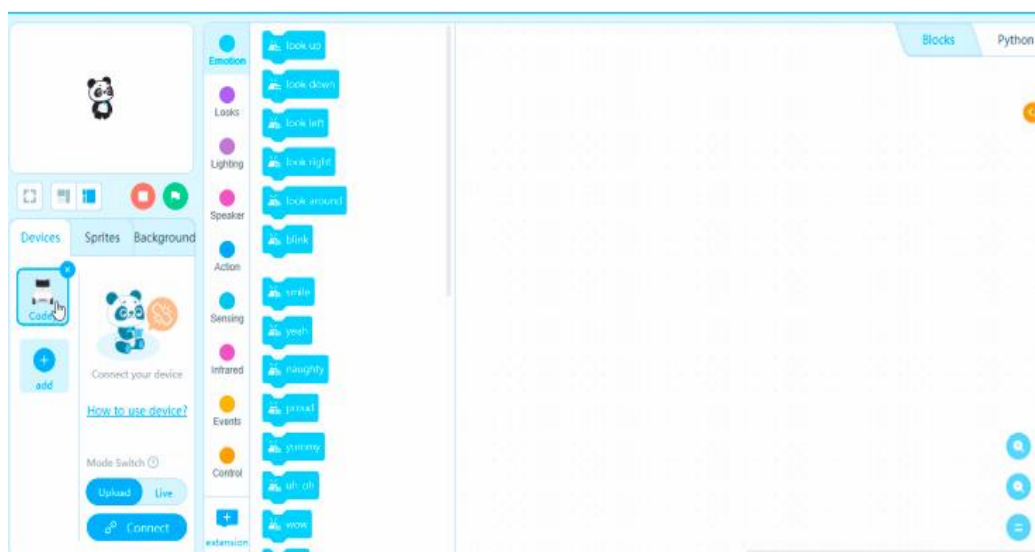 Blocks
Python
Emotion
Looks
Lighting
Speaker
Action
Sensing
Infrared
Events
Control
extension
look up
look down
look left
look right
look around
blink
smile
yeah
naughty
proud
yummy
uh-oh
wow
Devices
Sprites
Background
add
Connect your device
How to use device?
Mode Switch
Upload
Live
Connect